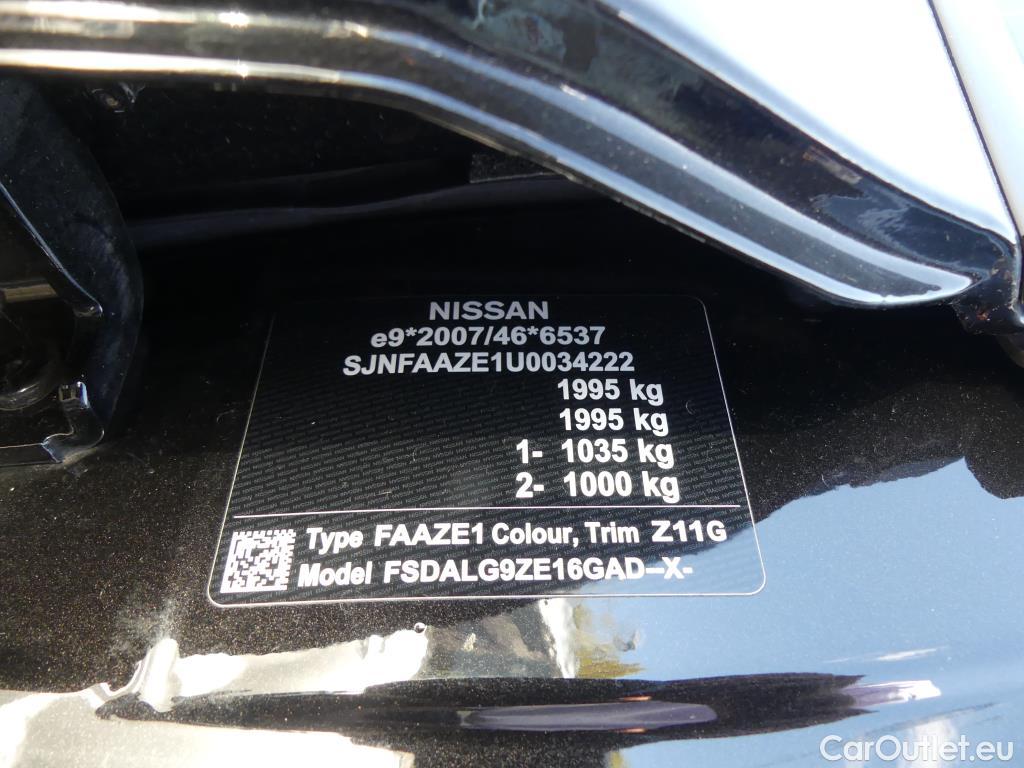 NISSAN
e9*2007/46*6537
SJNFAAZE1U0034222
1995 kg
1995 kg
1- 1035 kg
2- 1000 kg
Type FAAZE1 Colour, Trim Z11G
Model FSDALG9ZE16GAD--X-
CarOutlet.eu